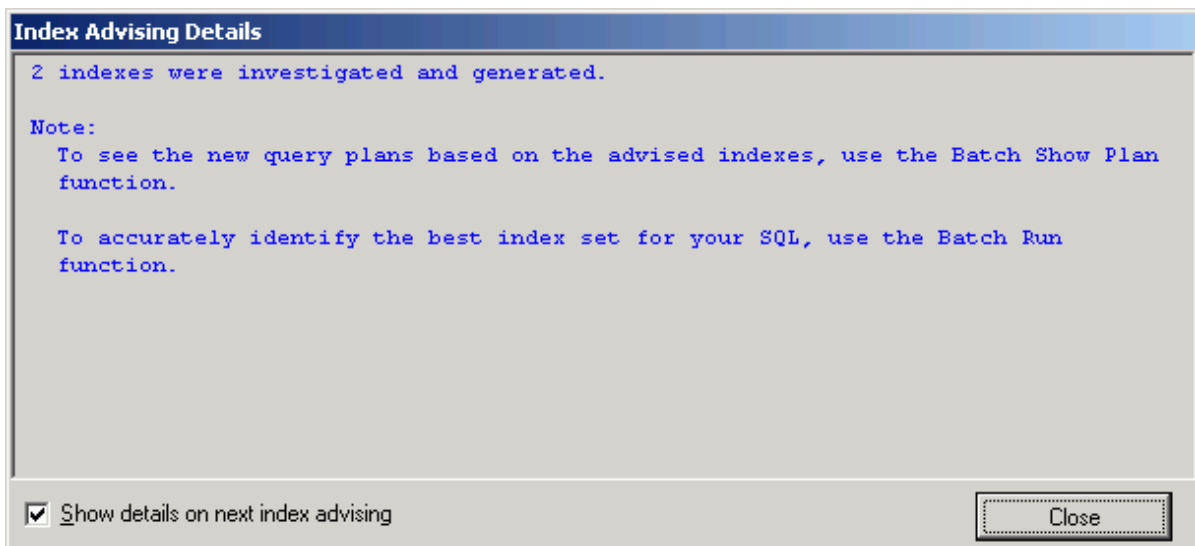 Index Advising Details
2 indexes were investigated and generated.
Note:
To see the new query plans based on the advised indexes, use the Batch Show Plan
function.
To accurately identify the best index set for your SQL, use the Batch Run
function.
Show details on next index advising
Close